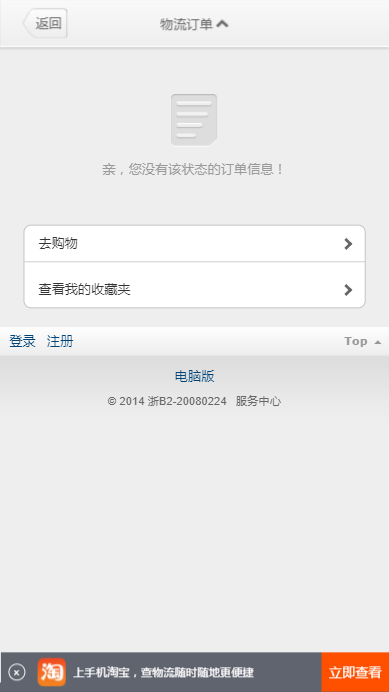 返回
物流订单
亲，您没有该状态的订单信息！
去购物
查看我的收藏夹
登录 注册 Top
电脑版
© 2014 浙B2-20080224 服务中心
淘 上手机淘宝，查物流随时随地更便捷 立即查看